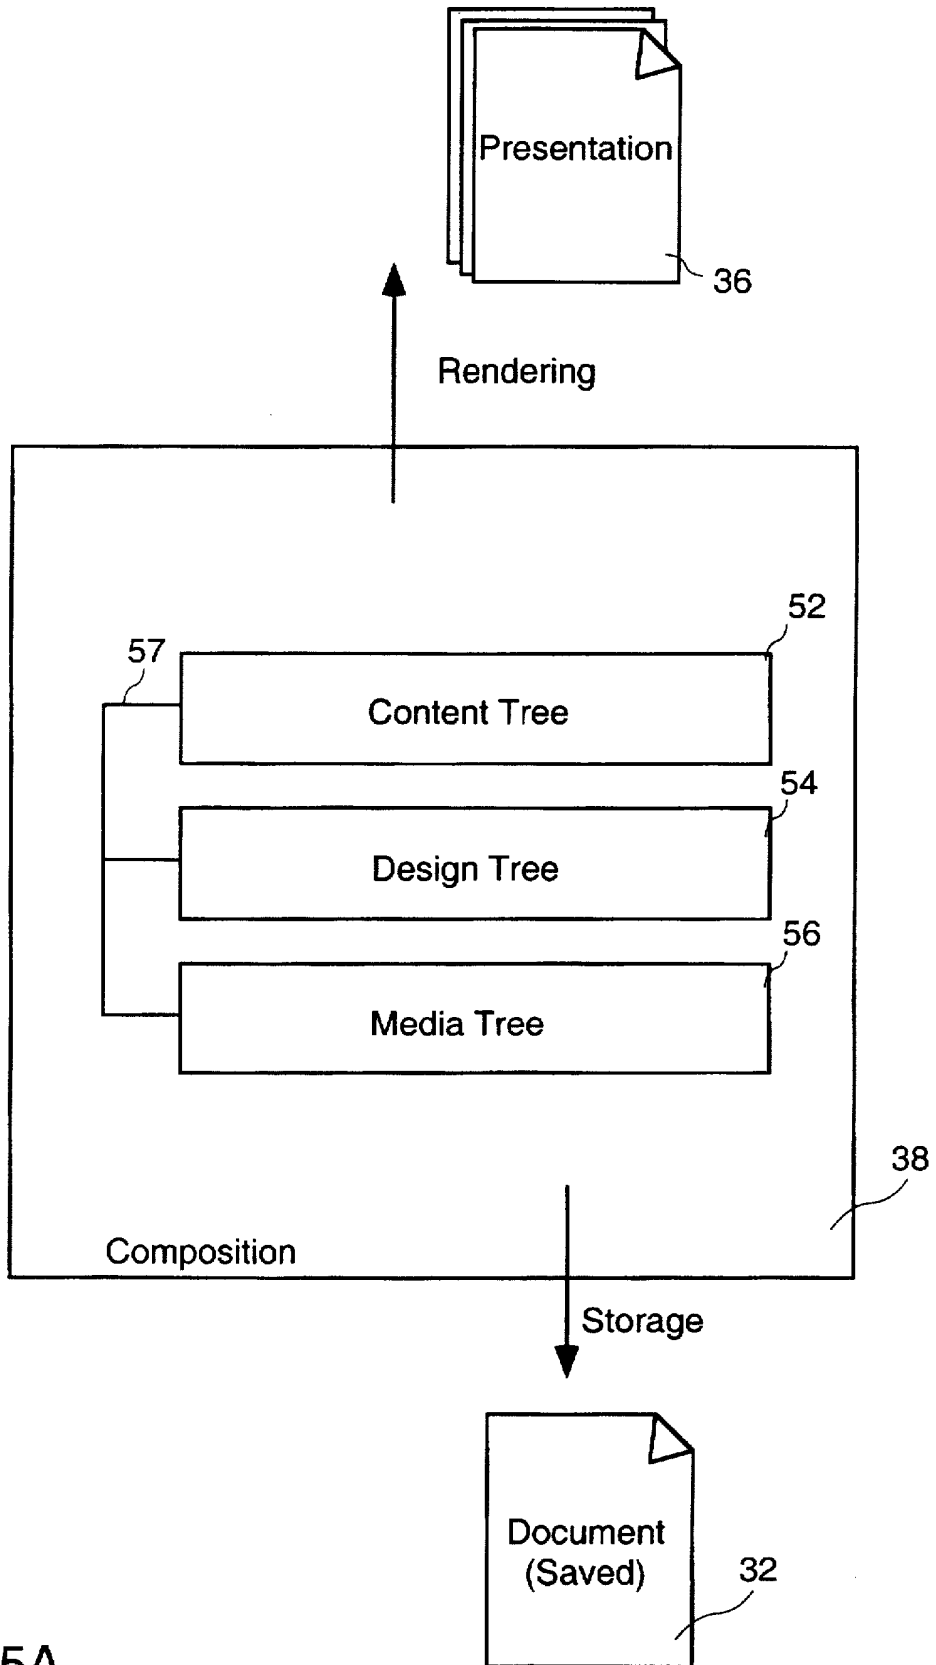 Presentation
36
Rendering
52
57
Content Tree
54
Design Tree
56
Media Tree
38
Composition
Storage
Document
(Saved)
32
5A